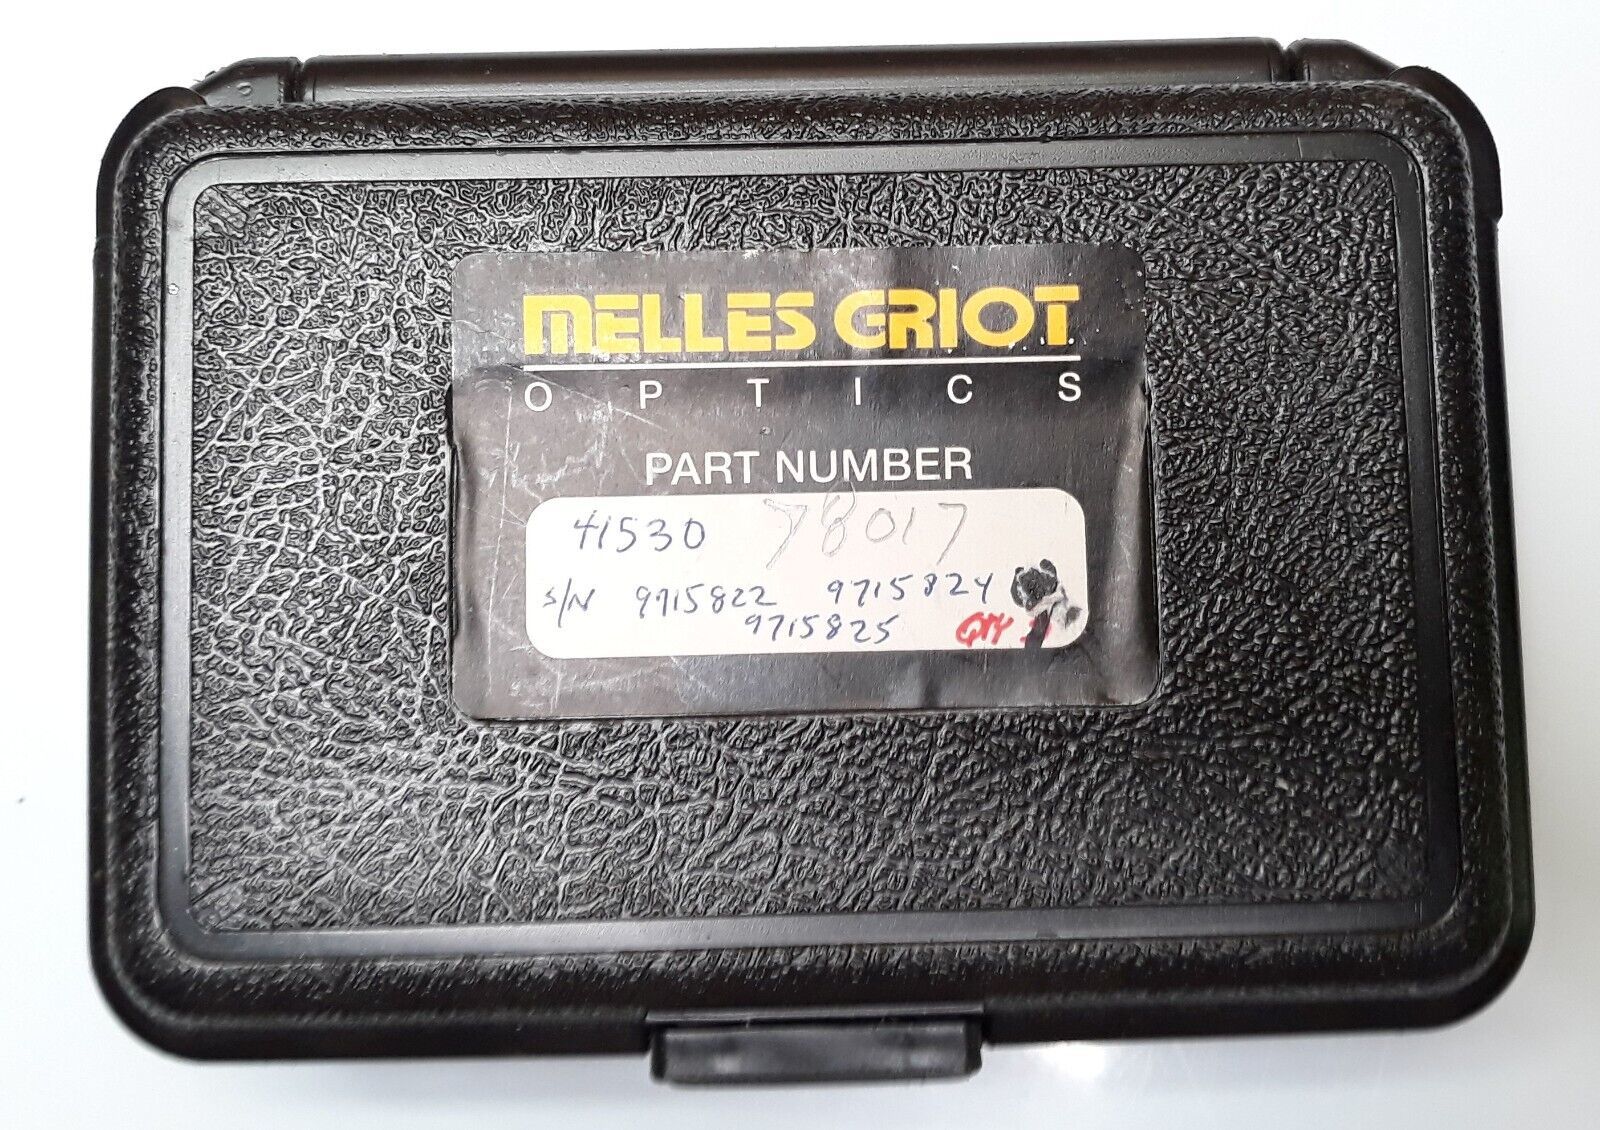 MELLES GRIOT
OPTICS
PART NUMBER
41530 78017
S/N 9715822 9715824
9715825 QTY